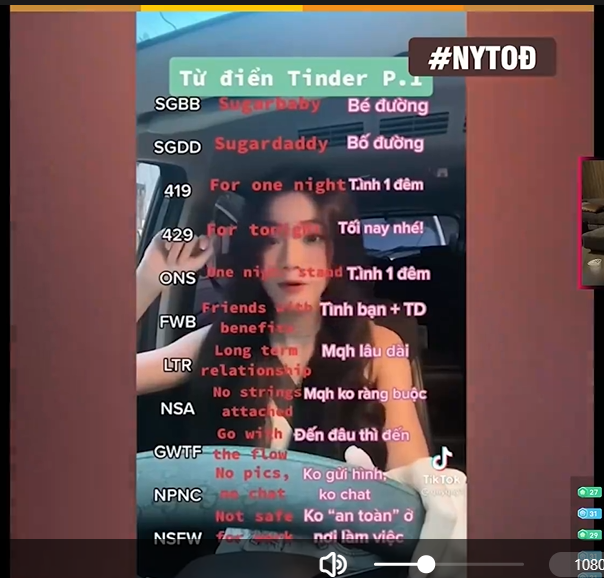 #NYTOĐ
Từ điển Tinder P.1
SGBB Sugarbaby Bé đường
SGDD Sugardaddy Bố đường
419 For one night Tình 1 đêm
429 For tonight Tối nay nhé!
ONS One night stand Tình 1 đêm
FWB Friends with benefits Tình bạn + TD
LTR Long term relationship Mqh lâu dài
NSA No strings attached Mqh ko ràng buộc
GWTF Go with the flow Đến đâu thì đến
NPNC No pics, no chat Ko gửi hình, ko chat
NSFW Not safe for work Ko “an toàn” ở nơi làm việc
TikTok
27
31
29
1080